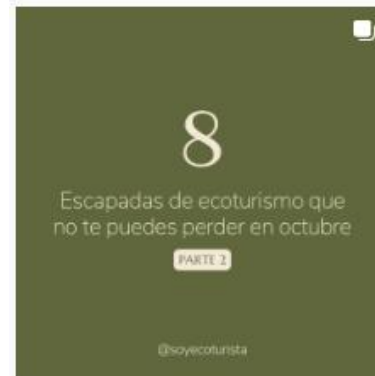 8
Escapadas de ecoturismo que
no te puedes perder en octubre
PARTE 2
@soyecoturista